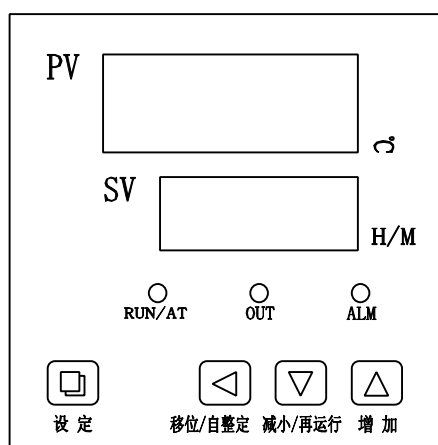 PV
℃
SV
H/M
RUN/AT OUT ALM
设定 移位/自整定 减小/再运行 增加